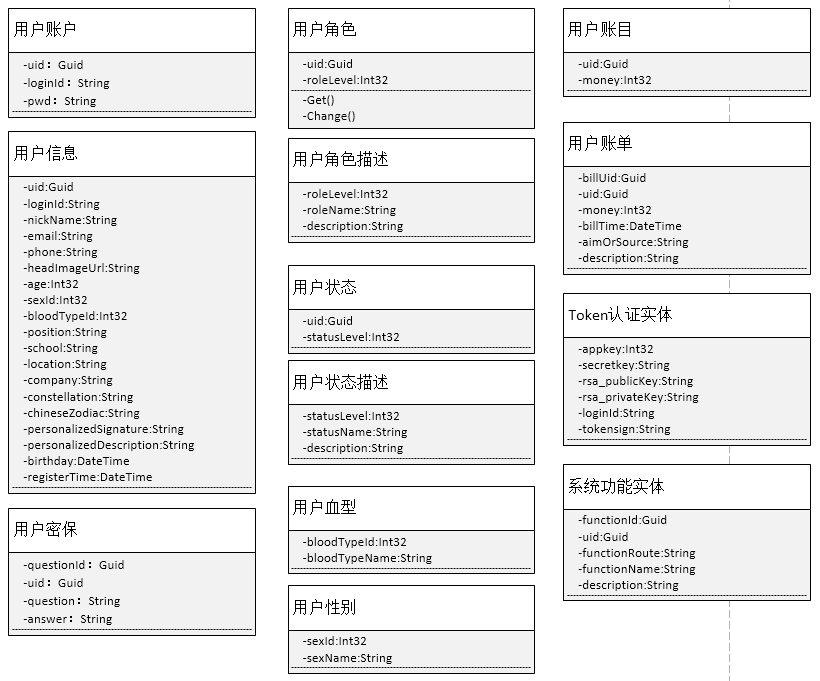 用户账户
-uid：Guid
-loginId：String
-pwd：String
用户信息
-uid:Guid
-loginId:String
-nickName:String
-email:String
-phone:String
-headImageUrl:String
-age:Int32
-sexId:Int32
-bloodTypeId:Int32
-position:String
-school:String
-location:String
-company:String
-constellation:String
-chineseZodiac:String
-personalizedSignature:String
-personalizedDescription:String
-birthday:DateTime
-registerTime:DateTime
用户密保
-questionId：Guid
-uid：Guid
-question：String
-answer：String
用户角色
-uid:Guid
-roleLevel:Int32
-Get()
-Change()
用户角色描述
-roleLevel:Int32
-roleName:String
-description:String
用户状态
-uid:Guid
-statusLevel:Int32
用户状态描述
-statusLevel:Int32
-statusName:String
-description:String
用户血型
-bloodTypeId:Int32
-bloodTypeName:String
用户性别
-sexId:Int32
-sexName:String
用户账目
-uid:Guid
-money:Int32
用户账单
-billUid:Guid
-uid:Guid
-money:Int32
-billTime:DateTime
-aimOrSource:String
-description:String
Token认证实体
-appkey:Int32
-secretkey:String
-rsa_publicKey:String
-rsa_privateKey:String
-loginId:String
-tokensign:String
系统功能实体
-functionId:Guid
-uid:Guid
-functionRoute:String
-functionName:String
-description:String